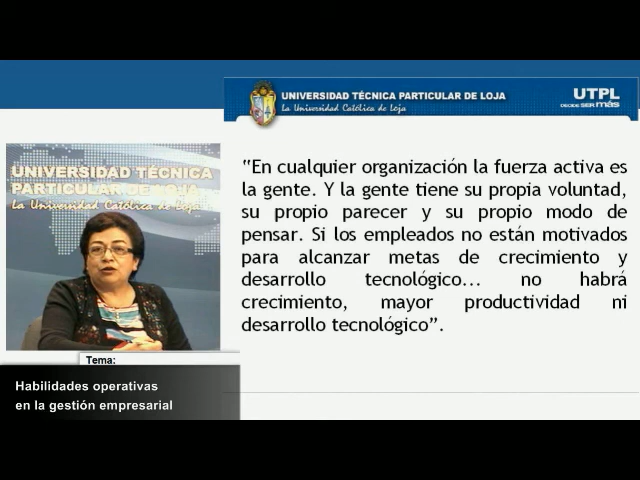 UNIVERSIDAD TÉCNICA PARTICULAR DE LOJA
La Universidad Católica de Loja
UTPL
DECIDE SER más
UNIVERSIDAD TÉCNICA
PARTICULAR DE LOJA
La Universidad Católica de Loja
“En cualquier organización la fuerza activa es
la gente. Y la gente tiene su propia voluntad,
su propio parecer y su propio modo de
pensar. Si los empleados no están motivados
para alcanzar metas de crecimiento y
desarrollo tecnológico... no habrá
crecimiento, mayor productividad ni
desarrollo tecnológico”.
Tema:
Habilidades operativas
en la gestión empresarial